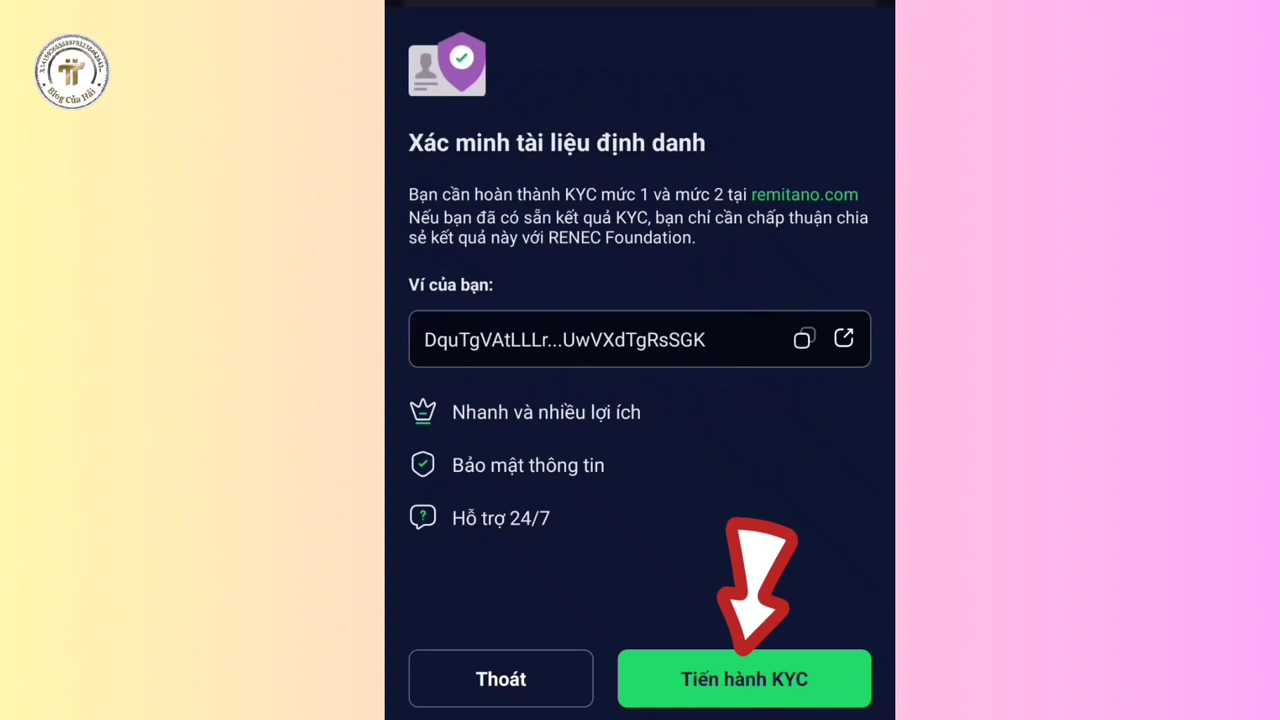 Blog Của Hải
Xác minh tài liệu định danh
Bạn cần hoàn thành KYC mức 1 và mức 2 tại remitano.com
Nếu bạn đã có sẵn kết quả KYC, bạn chỉ cần chấp thuận chia
sẻ kết quả này với RENEC Foundation.
Ví của bạn:
DquTgVAtLLLr...UwVXdTgRsSGK
Nhanh và nhiều lợi ích
Bảo mật thông tin
Hỗ trợ 24/7
Thoát
Tiến hành KYC